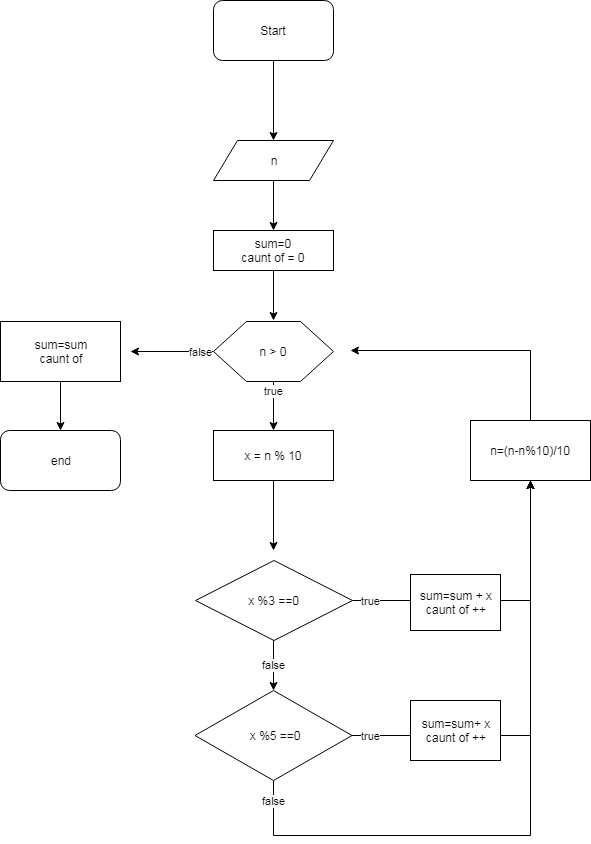 Start
n
sum=0
caunt of = 0
n > 0
false
true
sum=sum
caunt of
end
x = n % 10
n=(n-n%10)/10
x %3 ==0
true
sum=sum + x
caunt of ++
false
x %5 ==0
true
sum=sum+ x
caunt of ++
false